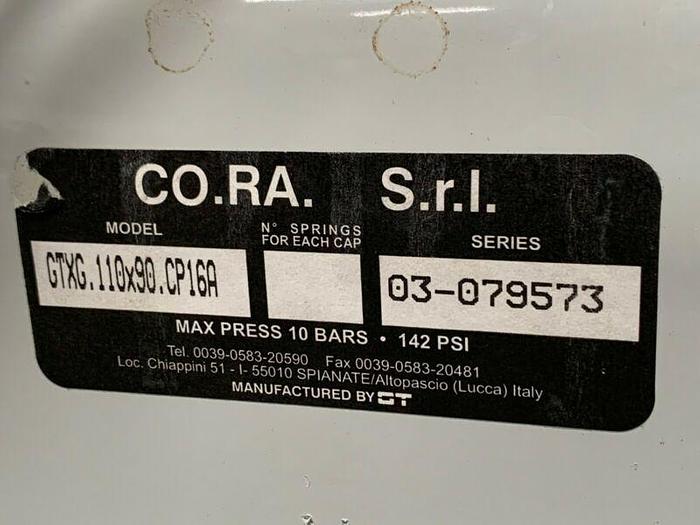 CO.RA. S.r.l.
MODEL
N° SPRINGS
FOR EACH CAP
SERIES
GTXG.110x90.CP16A
03-079573
MAX PRESS 10 BARS • 142 PSI
Tel. 0039-0583-20590 Fax 0039-0583-20481
Loc. Chiappini 51 - I- 55010 SPIANATE/Altopascio (Lucca) Italy
MANUFACTURED BY GT